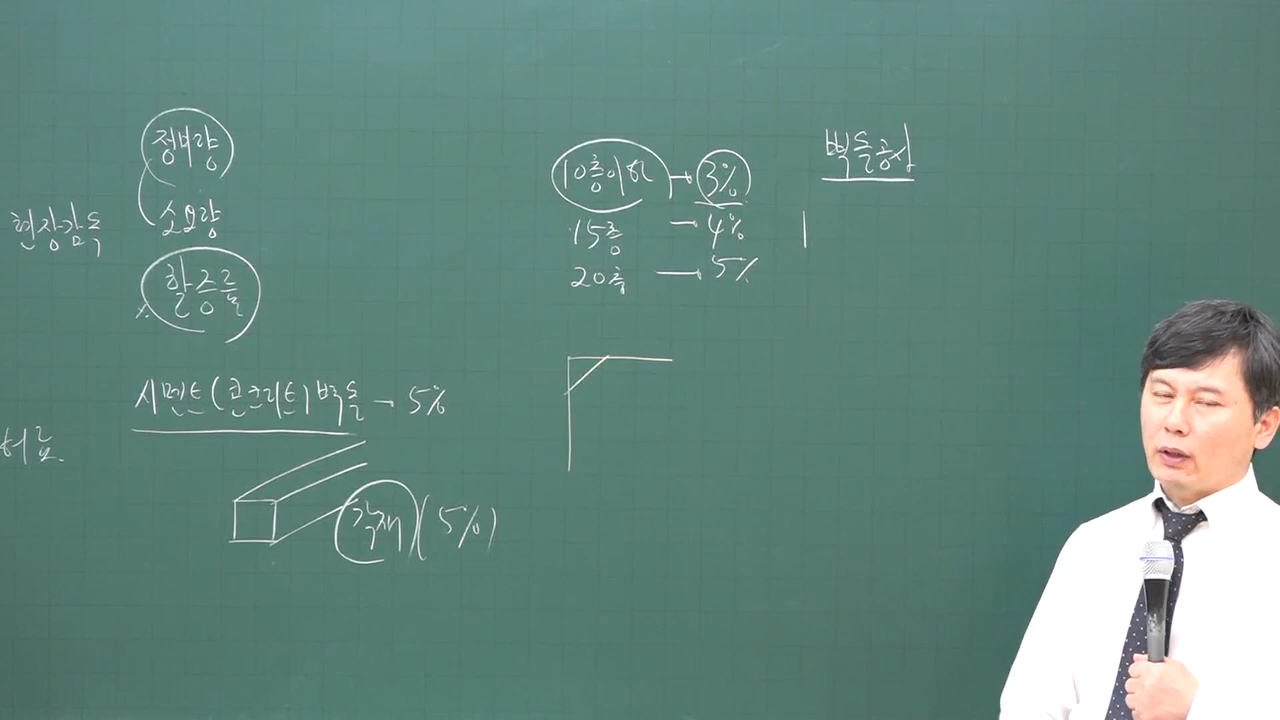 정미량
소요량
현장감독
할증률
시멘트(콘크리트)벽돌 - 5%
각재(5%)
10층이하 → 3%
15층 - 4%
20층 → 5%
벽돌공사